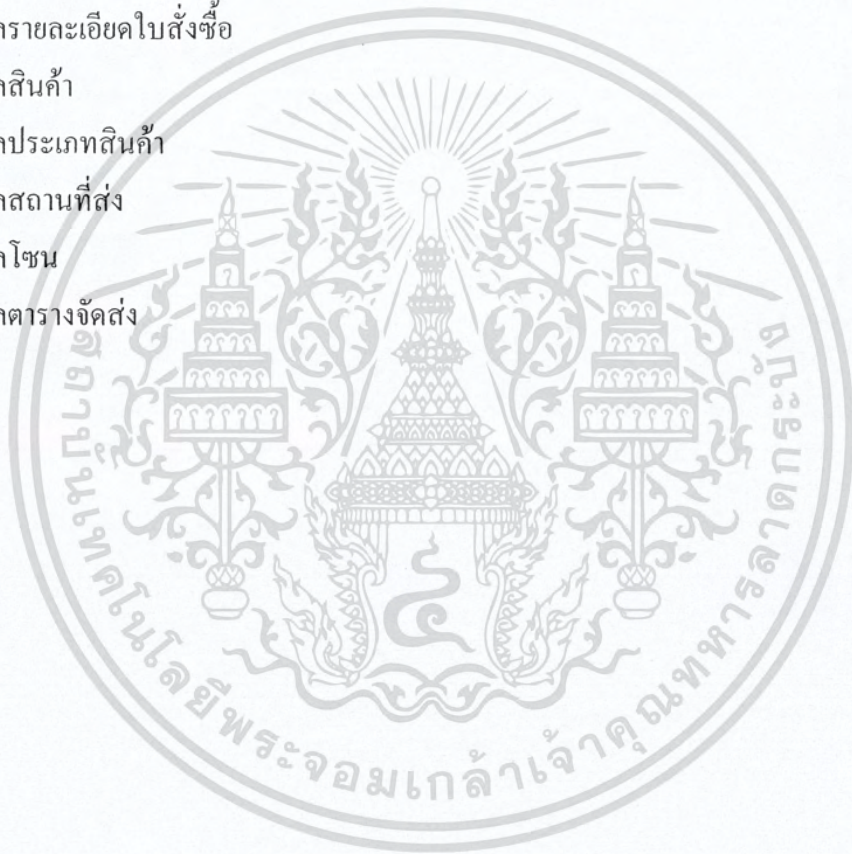 รายละเอียดใบสั่งซื้อ
สินค้า
ประเภทสินค้า
สถานที่ส่ง
โซน
ตารางจัดส่ง
สถาบันเทคโนโลยีพระจอมเกล้าเจ้าคุณทหารลาดกระบัง
๔